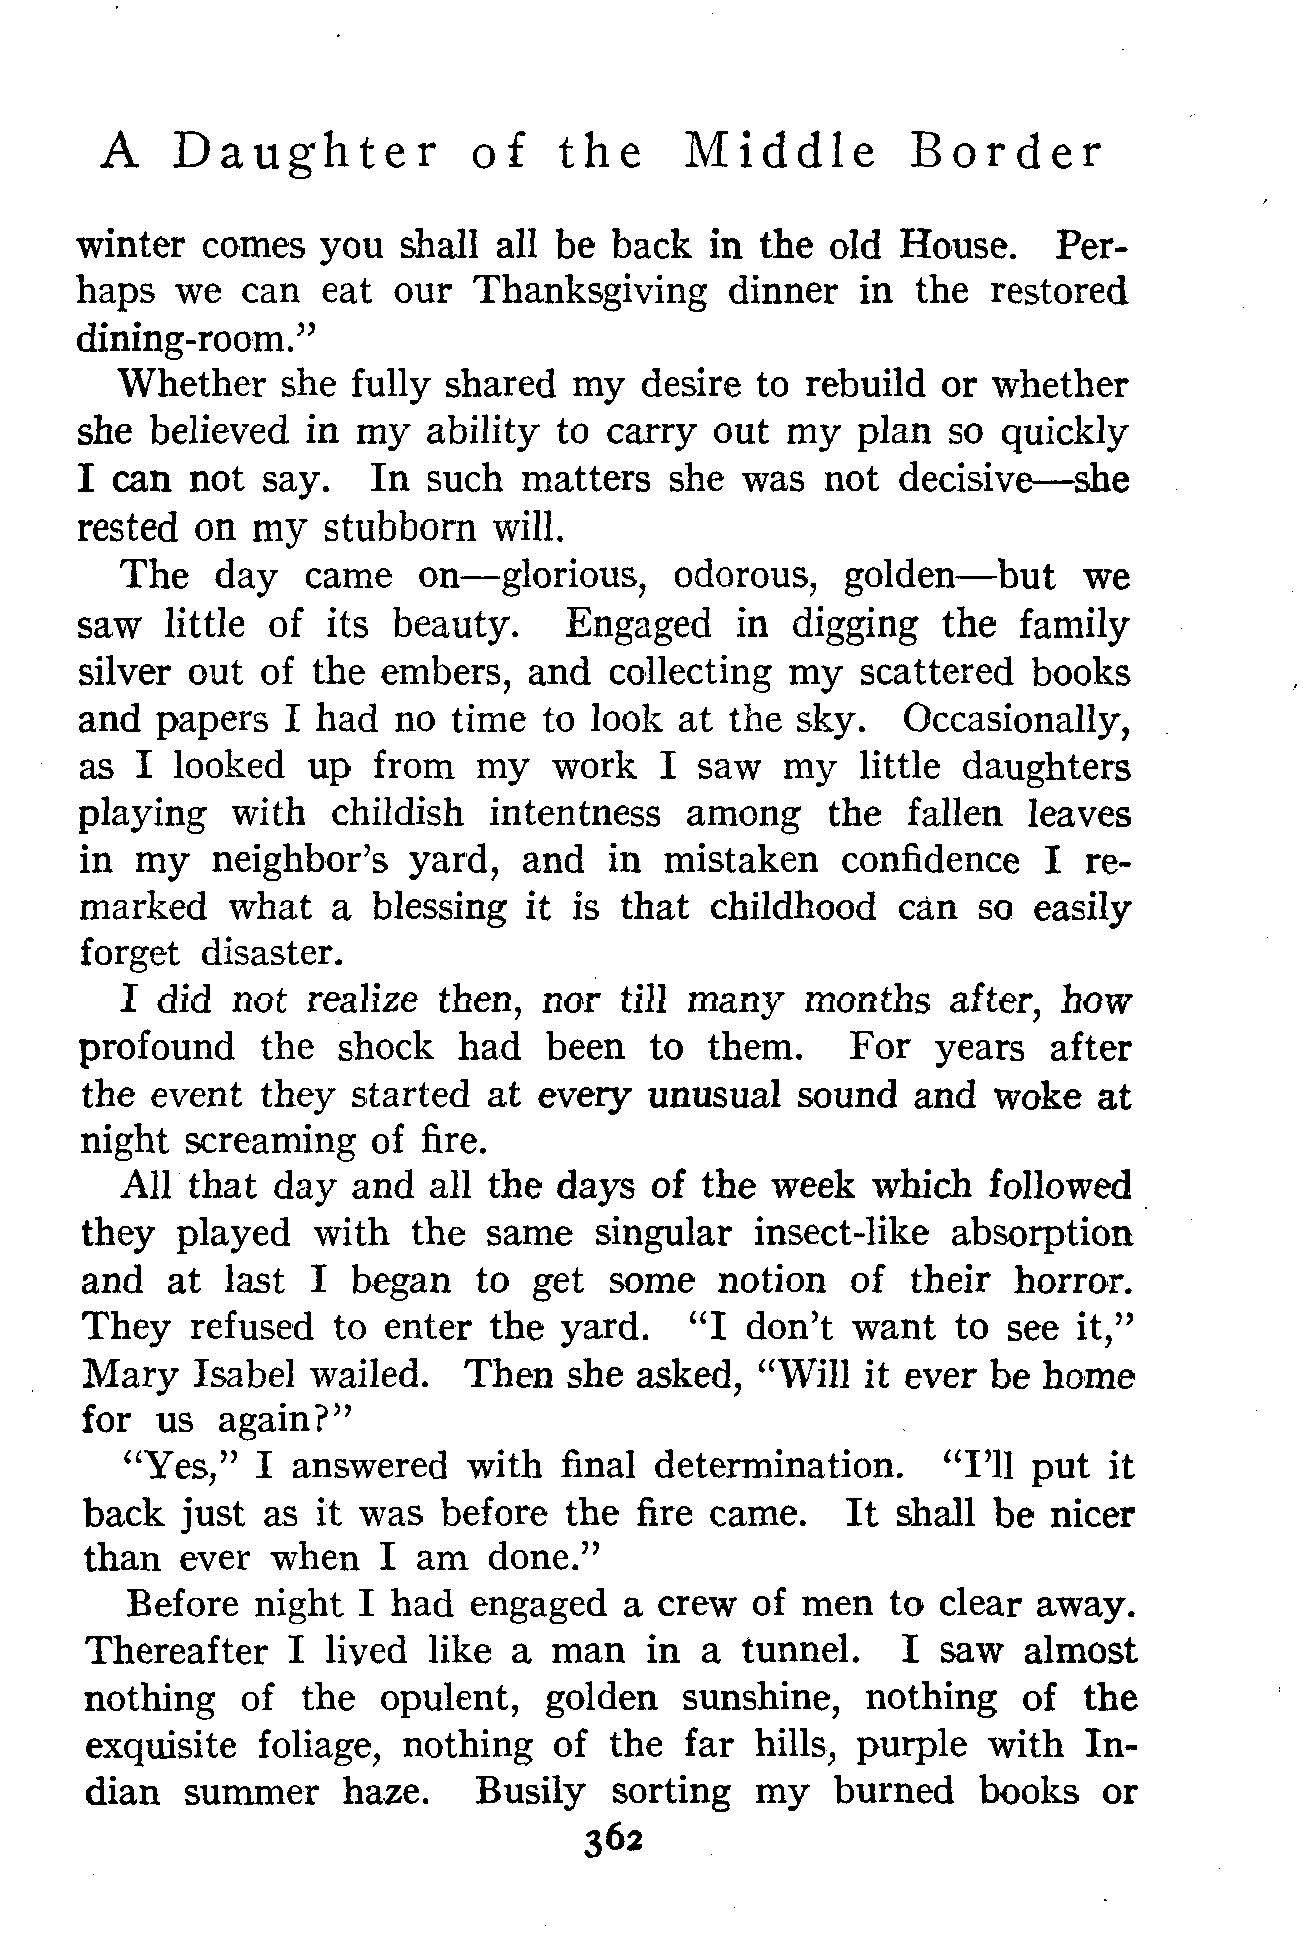 A Daughter of the Middle Border
winter comes you shall all be back in the old House. Per-
haps we can eat our Thanksgiving dinner in the restored
dining-room.”
Whether she fully shared my desire to rebuild or whether
she believed in my ability to carry out my plan so quickly
I can not say. In such matters she was not decisive—she
rested on my stubborn will.
The day came on—glorious, odorous, golden—but we
saw little of its beauty. Engaged in digging the family
silver out of the embers, and collecting my scattered books
and papers I had no time to look at the sky. Occasionally,
as I looked up from my work I saw my little daughters
playing with childish intentness among the fallen leaves
in my neighbor’s yard, and in mistaken confidence I re-
marked what a blessing it is that childhood can so easily
forget disaster.
I did not realize then, nor till many months after, how
profound the shock had been to them. For years after
the event they started at every unusual sound and woke at
night screaming of fire.
All that day and all the days of the week which followed
they played with the same singular insect-like absorption
and at last I began to get some notion of their horror.
They refused to enter the yard. “I don’t want to see it,”
Mary Isabel wailed. Then she asked, “Will it ever be home
for us again?”
“Yes,” I answered with final determination. “I’ll put it
back just as it was before the fire came. It shall be nicer
than ever when I am done.”
Before night I had engaged a crew of men to clear away.
Thereafter I lived like a man in a tunnel. I saw almost
nothing of the opulent, golden sunshine, nothing of the
exquisite foliage, nothing of the far hills, purple with In-
dian summer haze. Busily sorting my burned books or
362